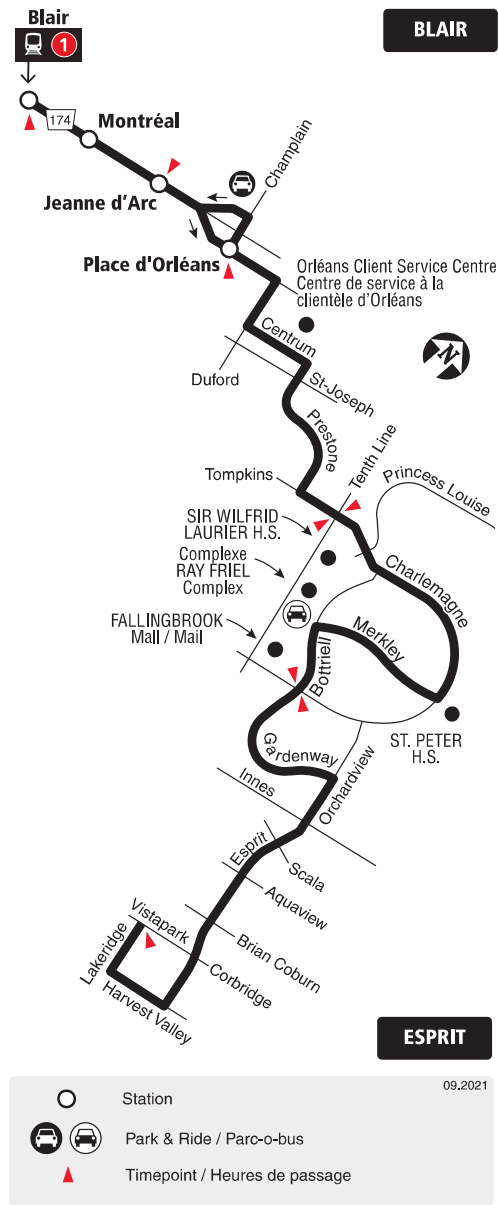 Blair
1
BLAIR
174
Montréal
Champlain
Jeanne d'Arc
Place d'Orléans
Orléans Client Service Centre
Centre de service à la
clientèle d'Orléans
Centrum
N
Duford
St-Joseph
Prestone
Tenth Line
Tompkins
Princess Louise
SIR WILFRID
LAURIER H.S.
Complexe
RAY FRIEL
Complex
Charlemagne
FALLINGBROOK
Mall / Mail
Merkley
Bottriell
ST. PETER
H.S.
Gardenway
Orchardview
Innes
Esprit
Scala
Aquaview
Vistapark
Brian Coburn
Lakeridge
Corbridge
Harvest Valley
ESPRIT
09.2021
Station
Park & Ride / Parc-o-bus
Timepoint / Heures de passage